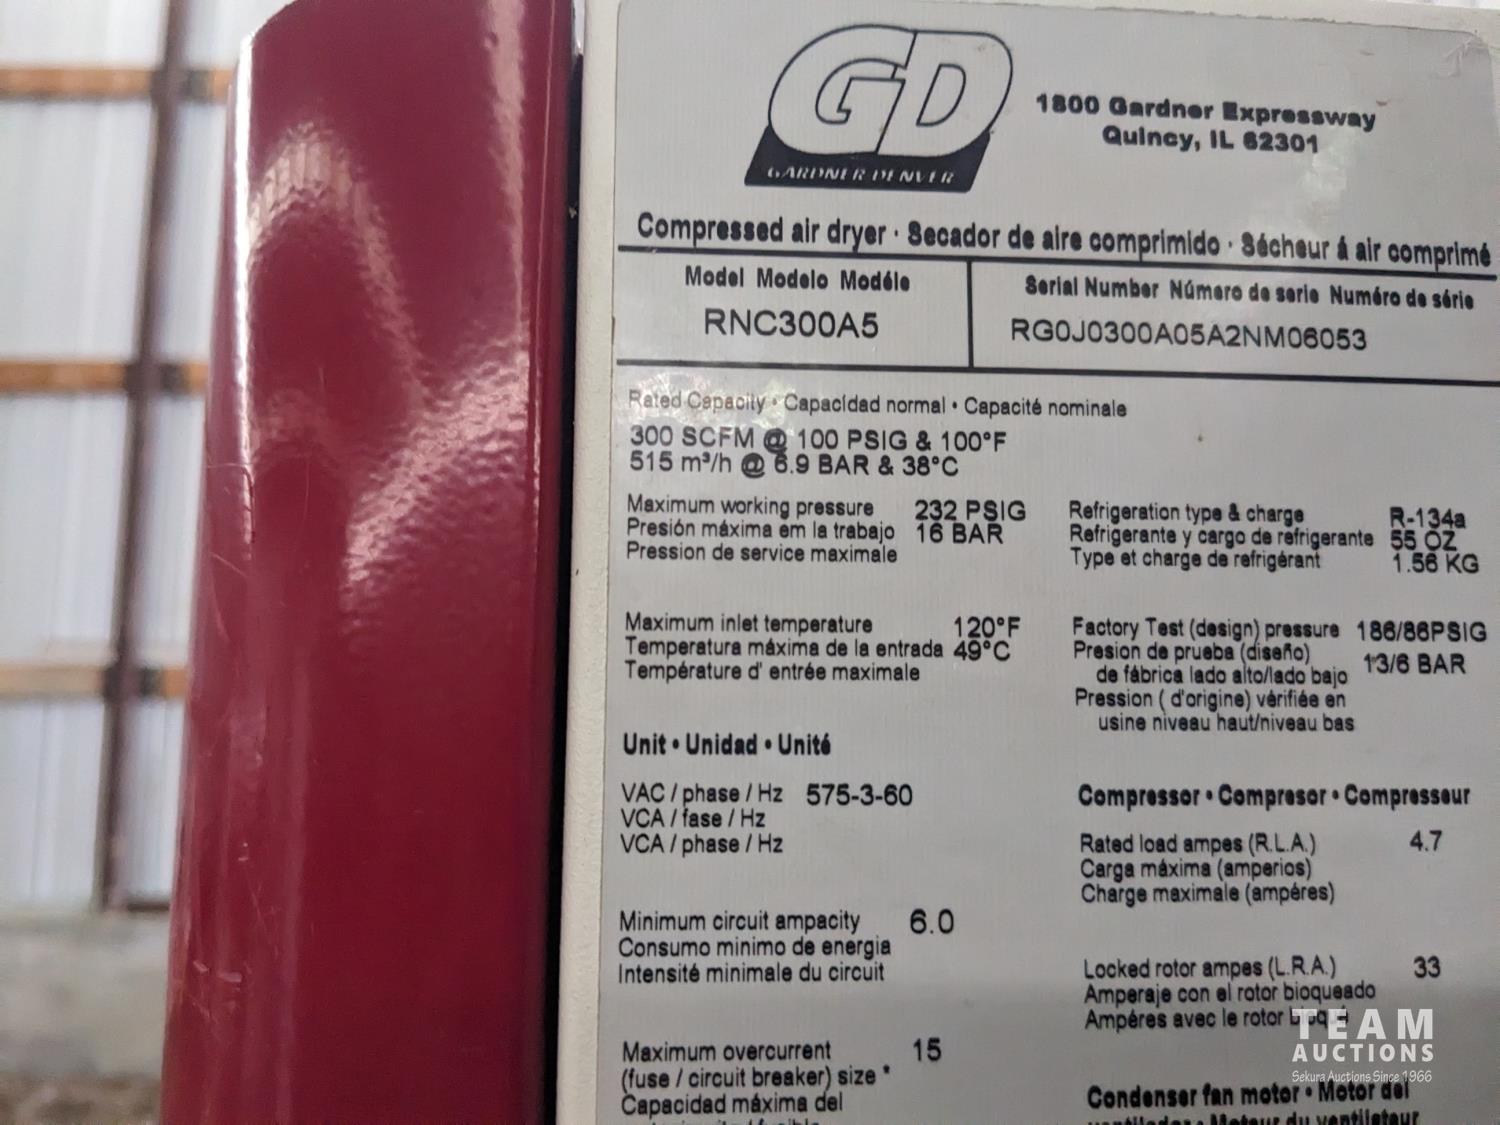 GD
GARDNER DENVER
1800 Gardner Expressway
Quincy, IL 62301
Compressed air dryer · Secador de aire comprimido · Sécheur á air comprimé
Model Modelo Modéle
RNC300A5
Serial Number Número de serie Numéro de série
RG0J0300A05A2NM06053
Rated Capacity • Capacidad normal • Capacité nominale
300 SCFM @ 100 PSIG & 100°F
515 m³/h @ 6.9 BAR & 38°C
Maximum working pressure 232 PSIG
Presión máxima em la trabajo 16 BAR
Pression de service maximale
Refrigeration type & charge R-134a
Refrigerante y cargo de refrigerante 55 OZ
Type et charge de refrigérant 1.56 KG
Maximum inlet temperature 120°F
Temperatura máxima de la entrada 49°C
Température d' entrée maximale
Factory Test (design) pressure 186/86PSIG
Presion de prueba (diseño)
de fábrica lado alto/lado bajo 13/6 BAR
Pression ( d'origine) vérifiée en
usine niveau haut/niveau bas
Unit • Unidad • Unité
VAC / phase / Hz 575-3-60
VCA / fase / Hz
VCA / phase / Hz
Compressor • Compresor • Compresseur
Rated load ampes (R.L.A.) 4.7
Carga máxima (amperios)
Charge maximale (ampéres)
Minimum circuit ampacity 6.0
Consumo minimo de energia
Intensité minimale du circuit
Locked rotor ampes (L.R.A.) 33
Amperaje con el rotor bioqueado
Ampéres avec le rotor
Maximum overcurrent 15
(fuse / circuit breaker) size *
Capacidad máxima del
Condenser fan motor • Motor del
ventilador • Moteur du ventilateur
TEAM
AUCTIONS
Sekura Auctions Since 1966